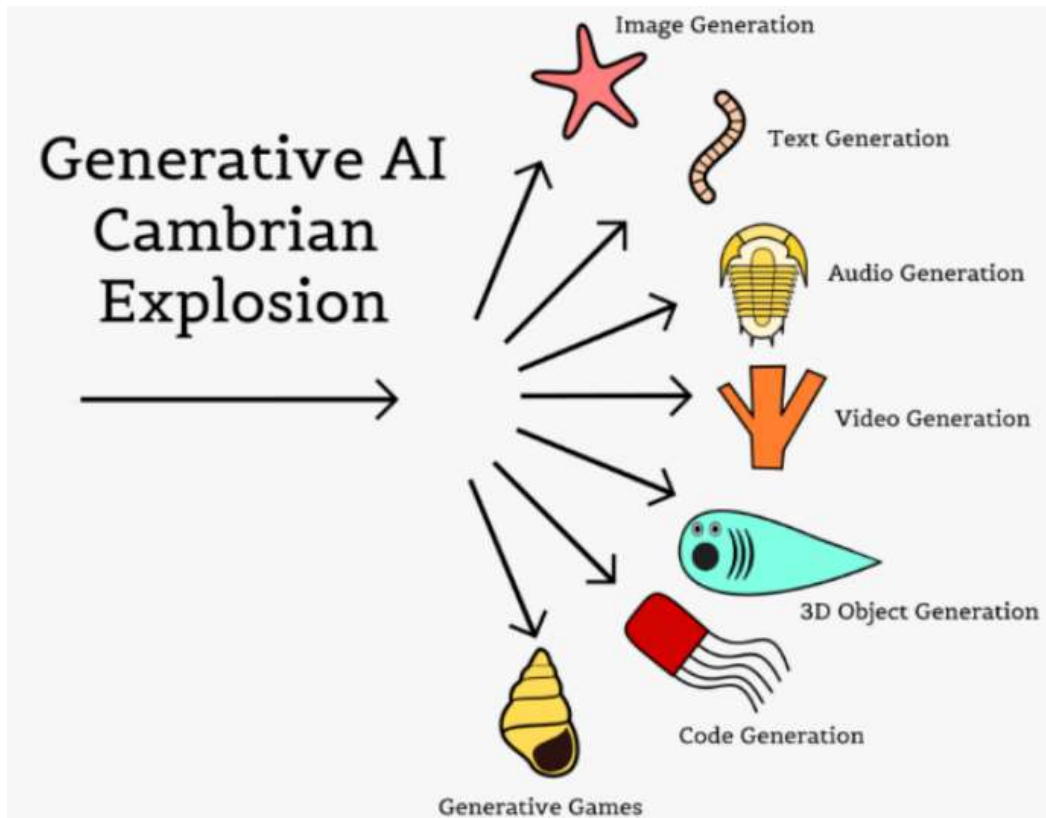 Generative AI
Cambrian
Explosion
Image Generation
Text Generation
Audio Generation
Video Generation
3D Object Generation
Code Generation
Generative Games